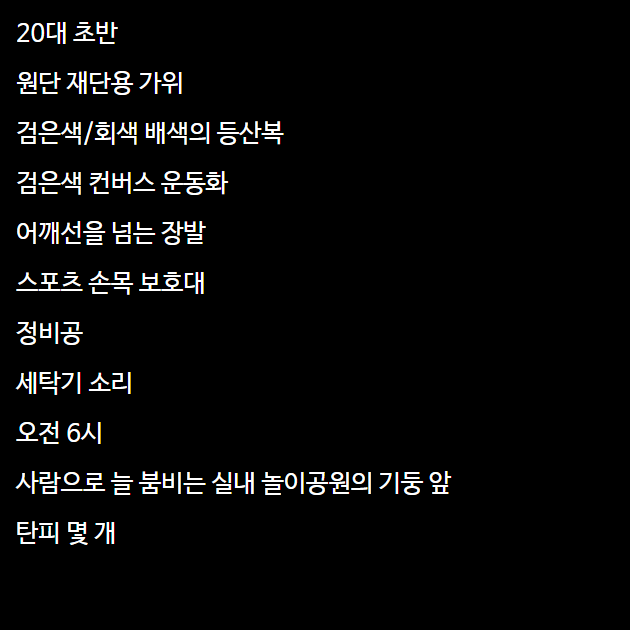 20대 초반
원단 재단용 가위
검은색/회색 배색의 등산복
검은색 컨버스 운동화
어깨선을 넘는 장발
스포츠 손목 보호대
정비공
세탁기 소리
오전 6시
사람으로 늘 붐비는 실내 놀이공원의 기둥 앞
탄피 몇 개